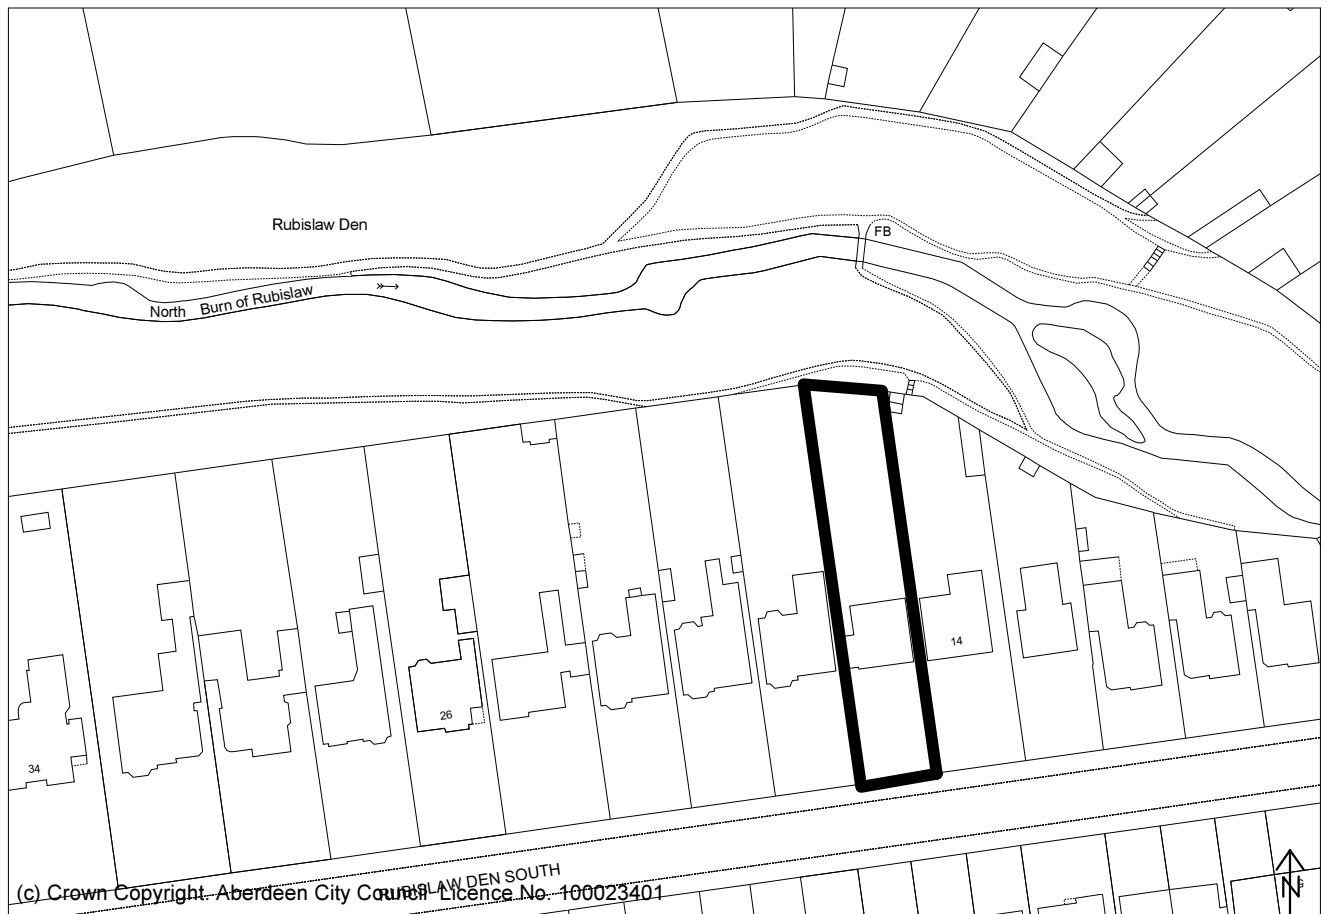 Rubislaw Den
FB
North Burn of Rubislaw
14
26
34
RUBISLAW DEN SOUTH
(c) Crown Copyright. Aberdeen City Council Licence No. 100023401
N